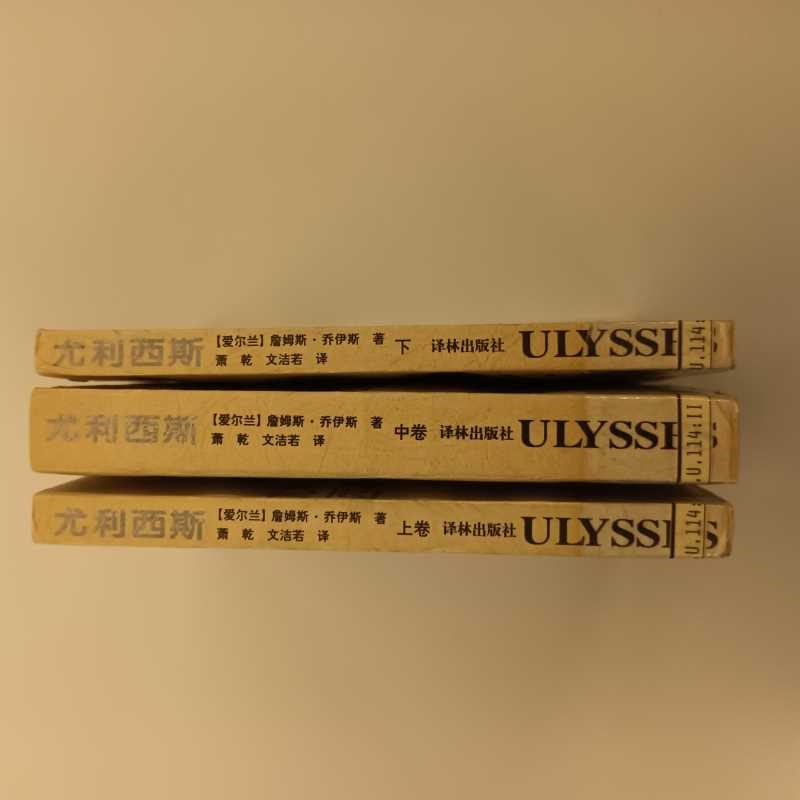 尤利西斯
【爱尔兰】詹姆斯·乔伊斯 著
萧 乾 文洁若 译
下 译林出版社
ULYSSES
U.114:
尤利西斯
【爱尔兰】詹姆斯·乔伊斯 著
萧 乾 文洁若 译
中卷 译林出版社
ULYSSES
.U.114:II
尤利西斯
【爱尔兰】詹姆斯·乔伊斯 著
萧 乾 文洁若 译
上卷 译林出版社
ULYSSES
U.114: